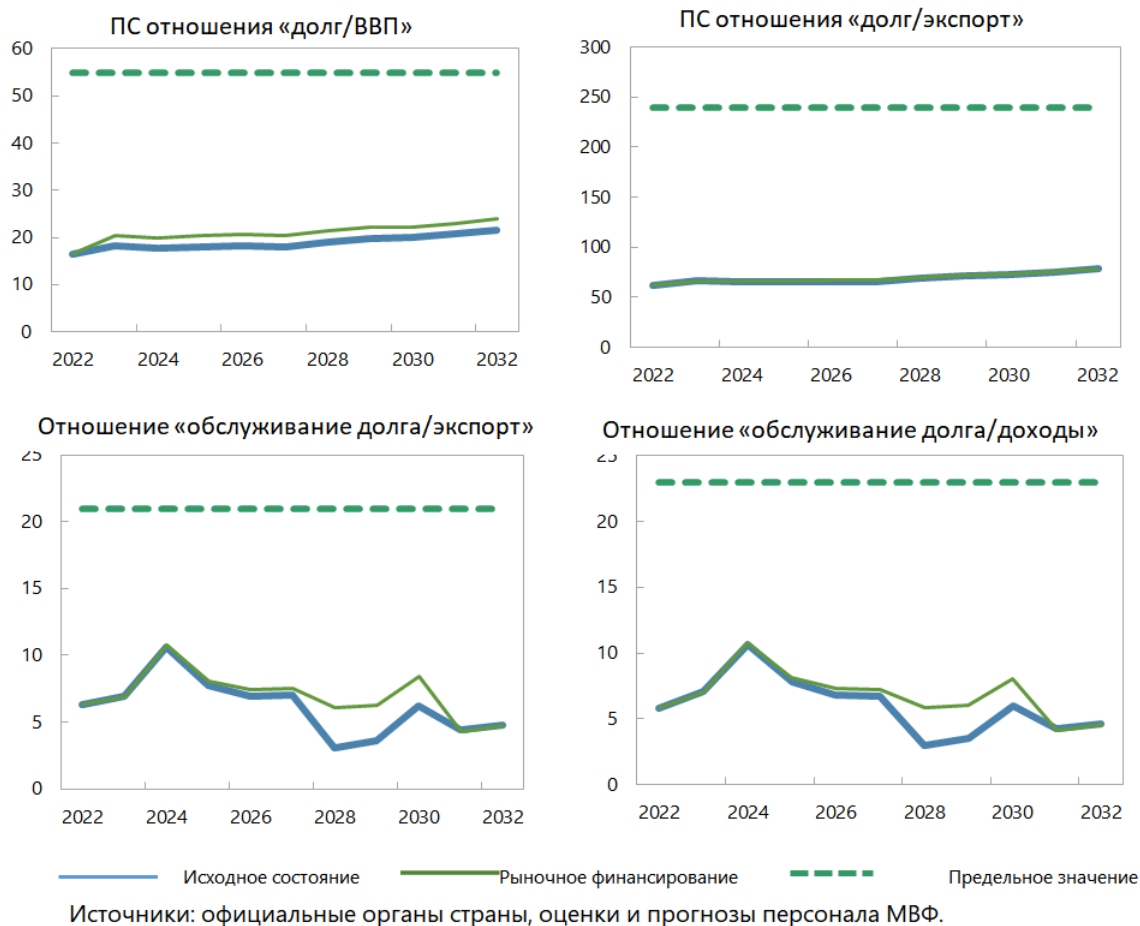 ПС отношения «долг/ВВП»
60
50
40
30
20
10
0
2022 2024 2026 2028 2030 2032
ПС отношения «долг/экспорт»
300
250
200
150
100
50
0
2022 2024 2026 2028 2030 2032
Отношение «обслуживание долга/экспорт»
25
20
15
10
5
0
2022 2024 2026 2028 2030 2032
Отношение «обслуживание долга/доходы»
25
20
15
10
5
0
2022 2024 2026 2028 2030 2032
Исходное состояние Рыночное финансирование Предельное значение
Источники: официальные органы страны, оценки и прогнозы персонала МВФ.